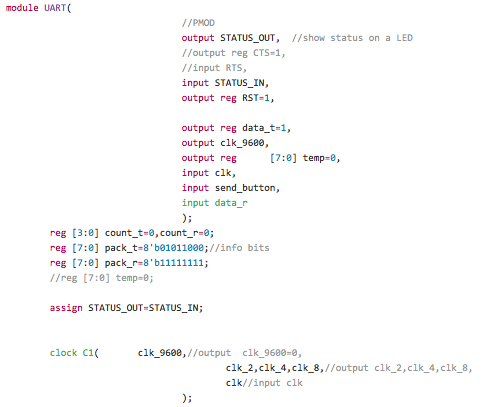 module UART(
//PMOD
output STATUS_OUT,  //show status on a LED
//output reg CTS=1,
//input RTS,
input STATUS_IN,
output reg RST=1,
output reg data_t=1,
output clk_9600,
output reg     [7:0] temp=0,
input clk,
input send_button,
input data_r
);
reg [3:0] count_t=0,count_r=0;
reg [7:0] pack_t=8'b01011000;//info bits
reg [7:0] pack_r=8'b11111111;
//reg [7:0] temp=0;
assign STATUS_OUT=STATUS_IN;
clock C1(      clk_9600,//output  clk_9600=0,
clk_2,clk_4,clk_8,//output clk_2,clk_4,clk_8,
clk//input clk
);